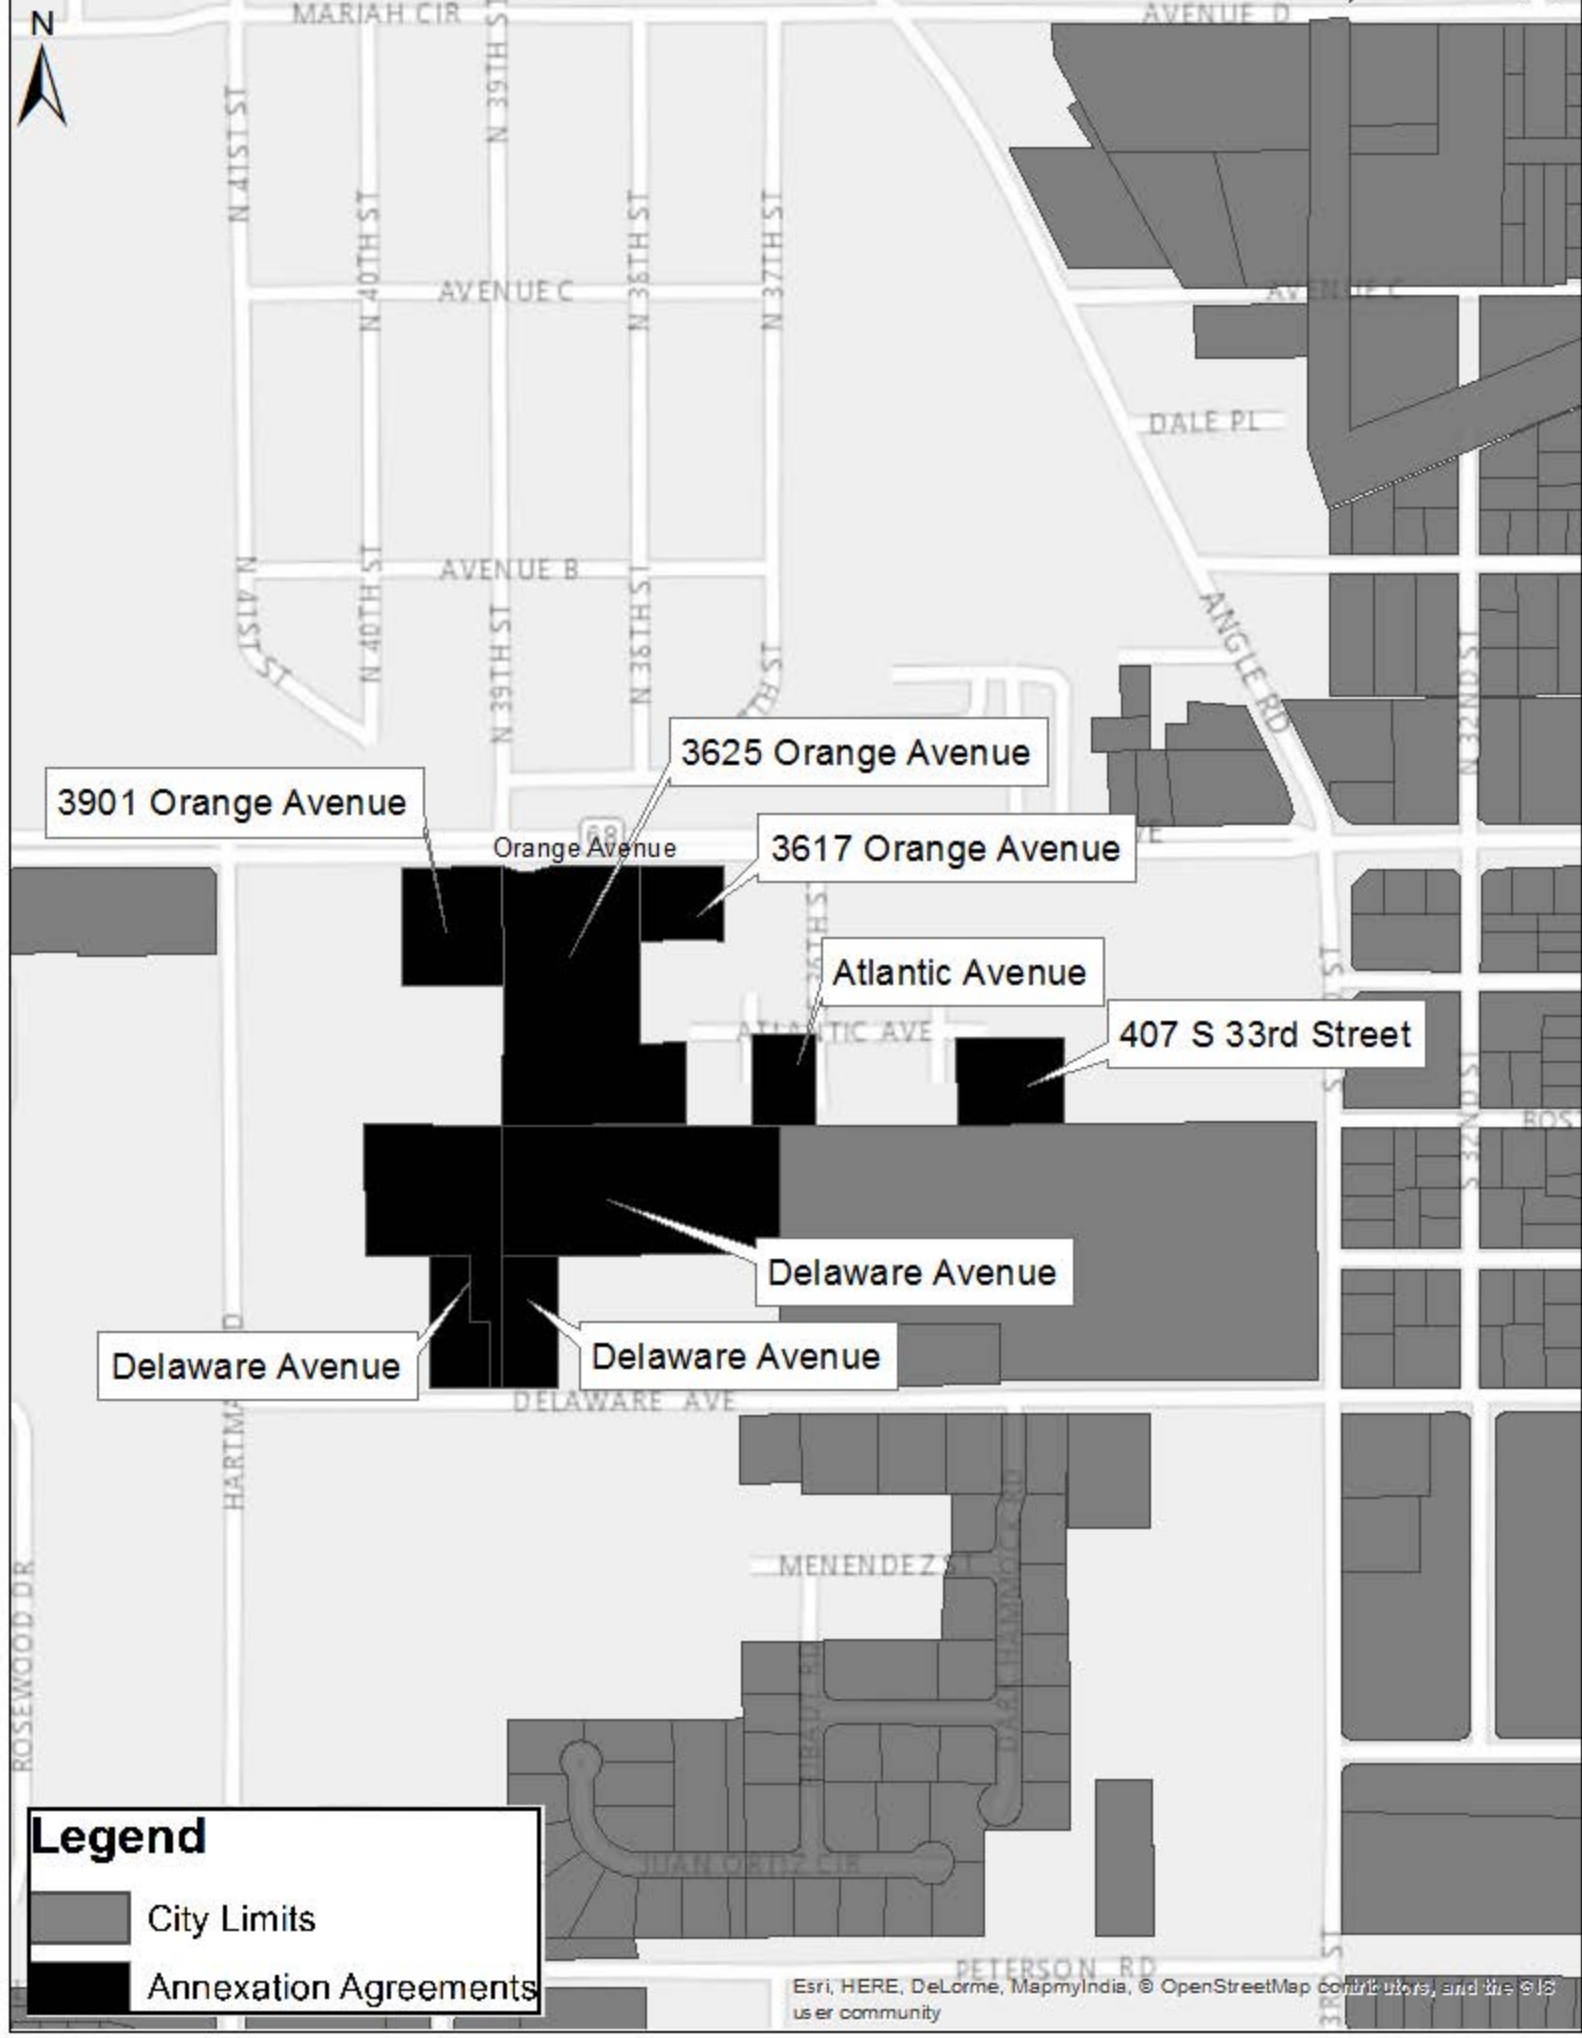 N
MARIAH CIR
AVENUE D
N 39TH ST
N 41ST ST
N 40TH ST
N 38TH ST
N 37TH ST
AVENUE C
AVENUE C
DALE PL
N 41ST ST
N 40TH ST
AVENUE B
N 39TH ST
N 38TH ST
ANGLE RD
N 32ND ST
3625 Orange Avenue
3901 Orange Avenue
68
Orange Avenue
3617 Orange Avenue
Atlantic Avenue
ATLANTIC AVE
407 S 33rd Street
S 32ND ST
Delaware Avenue
Delaware Avenue
Delaware Avenue
DELAWARE AVE
MENENDEZ ST
DARK HAMMOCK RD
ROSEWOOD DR
JUAN ORTIZ CIR
Legend
City Limits
Annexation Agreements
PETERSON RD
Esri, HERE, DeLorme, MapmyIndia, © OpenStreetMap contributors, and the GIS
user community